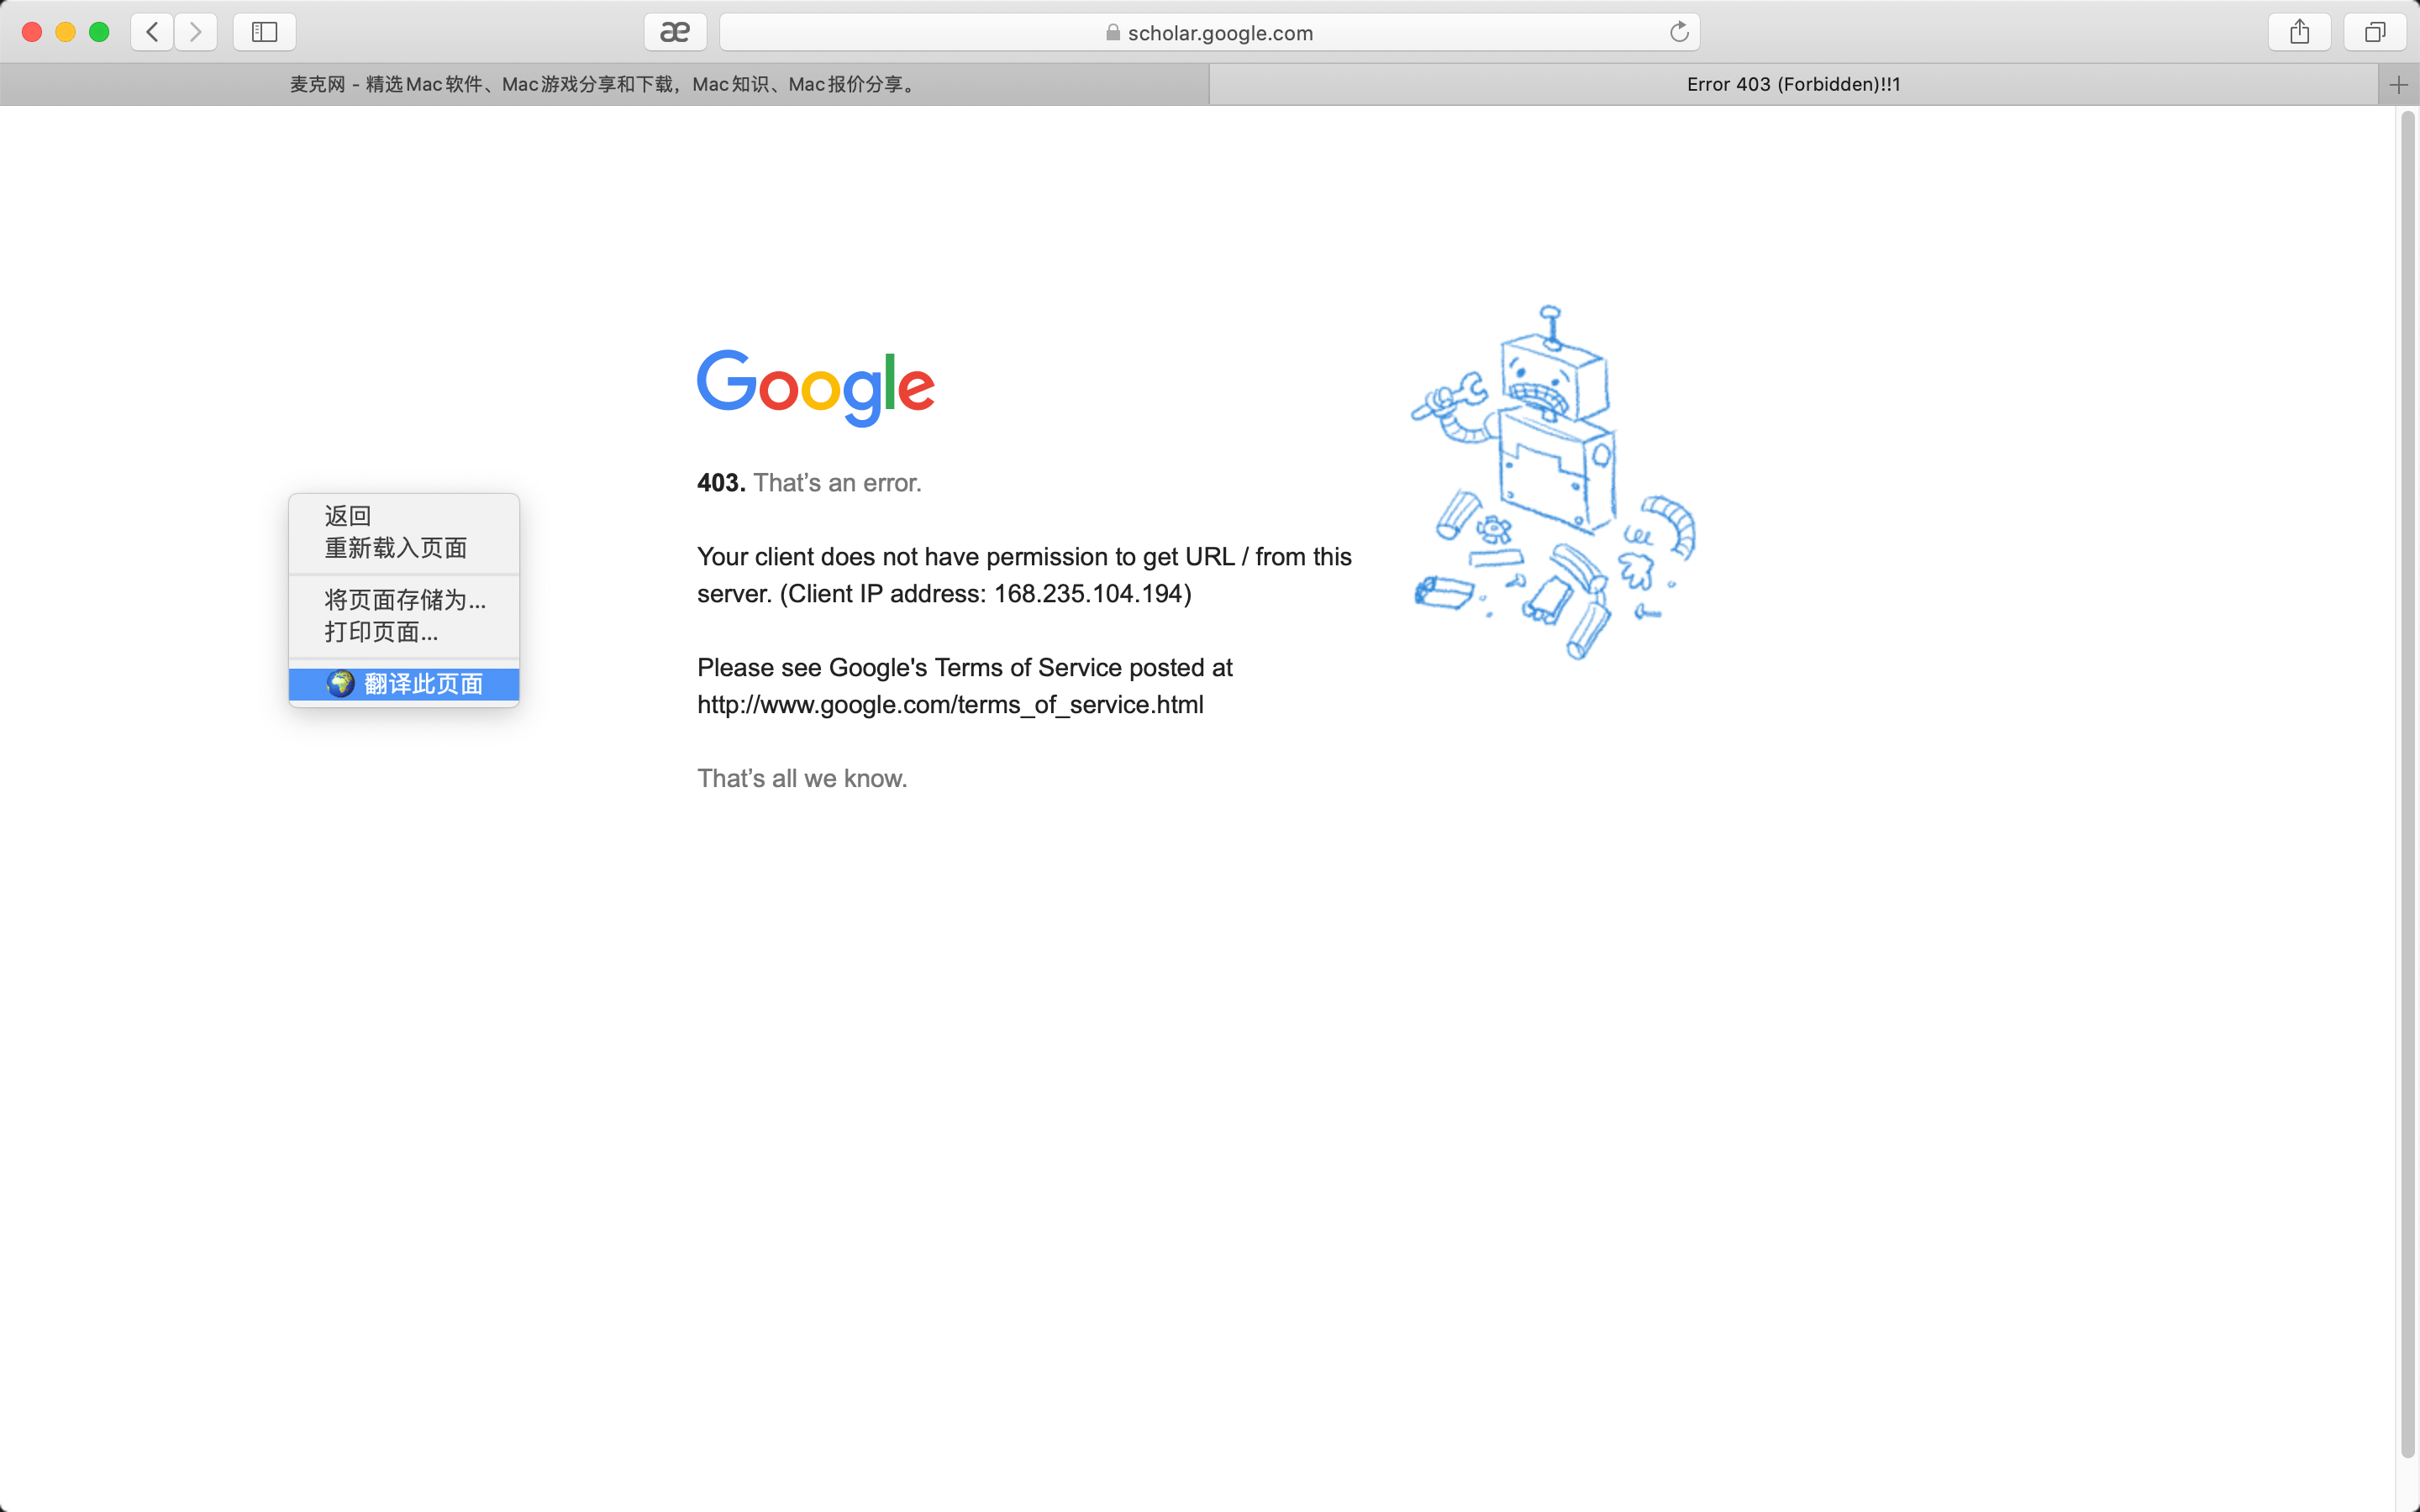 æ
scholar.google.com
麦克网 - 精选Mac软件、Mac游戏分享和下载，Mac知识、Mac报价分享。
Error 403 (Forbidden)!!1
Google
403. That’s an error.
Your client does not have permission to get URL / from this
server. (Client IP address: 168.235.104.194)
Please see Google's Terms of Service posted at
http://www.google.com/terms_of_service.html
That’s all we know.
返回
重新载入页面
将页面存储为...
打印页面...
翻译此页面